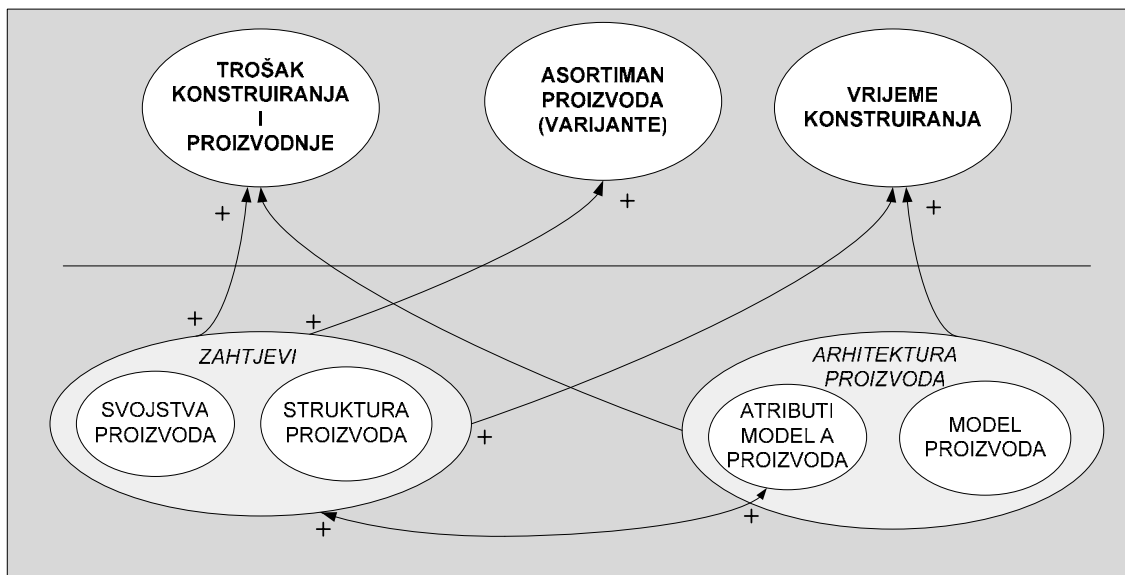 TROŠAK
KONSTRUIRANJA
I
PROIZVODNJE
ASORTIMAN
PROIZVODA
(VARIJANTE)
VRIJEME
KONSTRUIRANJA
+
+
+
+
+
ZAHTJEVI
SVOJSTVA
PROIZVODA
STRUKTURA
PROIZVODA
+
ARHITEKTURA
PROIZVODA
ATRIBUTI
MODEL A
PROIZVODA
MODEL
PROIZVODA
+
+